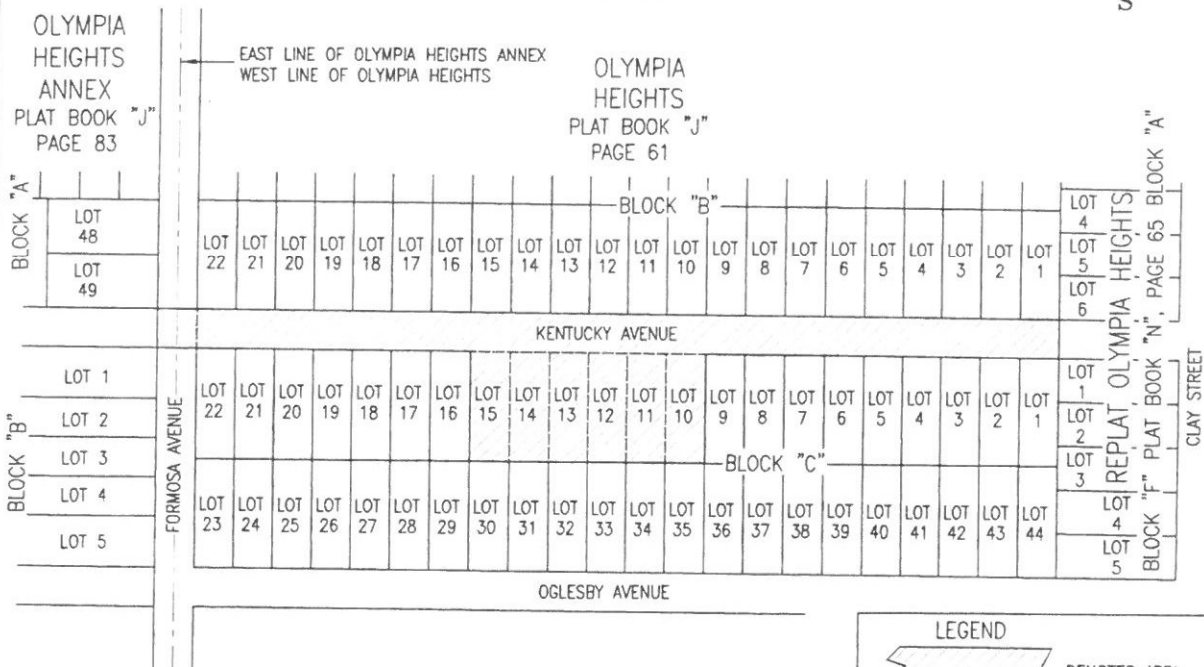 S
OLYMPIA
HEIGHTS
ANNEX
PLAT BOOK "J"
PAGE 83
EAST LINE OF OLYMPIA HEIGHTS ANNEX
WEST LINE OF OLYMPIA HEIGHTS
OLYMPIA
HEIGHTS
PLAT BOOK "J"
PAGE 61
BLOCK "A"
LOT
48
LOT
49
BLOCK "B"
LOT
22
LOT
21
LOT
20
LOT
19
LOT
18
LOT
17
LOT
16
LOT
15
LOT
14
LOT
13
LOT
12
LOT
11
LOT
10
LOT
9
LOT
8
LOT
7
LOT
6
LOT
5
LOT
4
LOT
3
LOT
2
LOT
1
LOT
4
LOT
5
LOT
6
REPLAT OLYMPIA HEIGHTS
PLAT BOOK "N", PAGE 65
BLOCK "A"
KENTUCKY AVENUE
BLOCK "B"
LOT 1
LOT 2
LOT 3
LOT 4
LOT 5
FORMOSA AVENUE
LOT
22
LOT
21
LOT
20
LOT
19
LOT
18
LOT
17
LOT
16
LOT
15
LOT
14
LOT
13
LOT
12
LOT
11
LOT
10
LOT
9
LOT
8
LOT
7
LOT
6
LOT
5
LOT
4
LOT
3
LOT
2
LOT
1
BLOCK "C"
LOT
23
LOT
24
LOT
25
LOT
26
LOT
27
LOT
28
LOT
29
LOT
30
LOT
31
LOT
32
LOT
33
LOT
34
LOT
35
LOT
36
LOT
37
LOT
38
LOT
39
LOT
40
LOT
41
LOT
42
LOT
43
LOT
44
LOT
1
LOT
2
LOT
3
LOT
4
LOT
5
BLOCK "F"
CLAY STREET
OGLESBY AVENUE
LEGEND